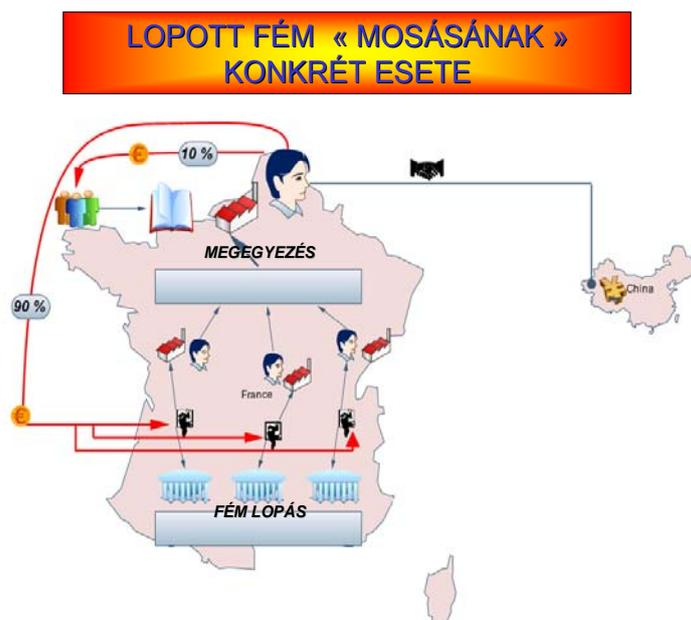 LOPOTT FÉM « MOSÁSÁNAK »
KONKRÉT ESETE
10 %
MEGEGYEZÉS
China
90 %
France
FÉM LOPÁS